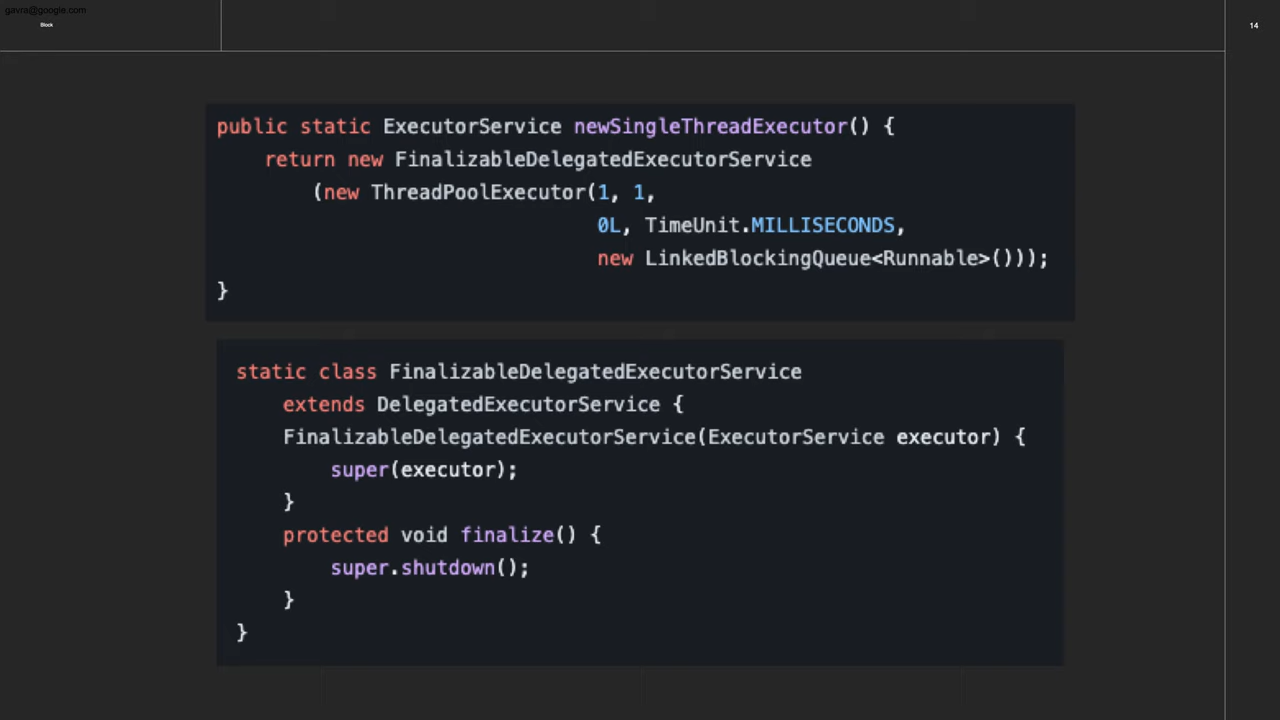 gavra@google.com
Block
14
public static ExecutorService newSingleThreadExecutor() {
return new FinalizableDelegatedExecutorService
(new ThreadPoolExecutor(1, 1,
0L, TimeUnit.MILLISECONDS,
new LinkedBlockingQueue<Runnable>()));
}
static class FinalizableDelegatedExecutorService
extends DelegatedExecutorService {
FinalizableDelegatedExecutorService(ExecutorService executor) {
super(executor);
}
protected void finalize() {
super.shutdown();
}
}